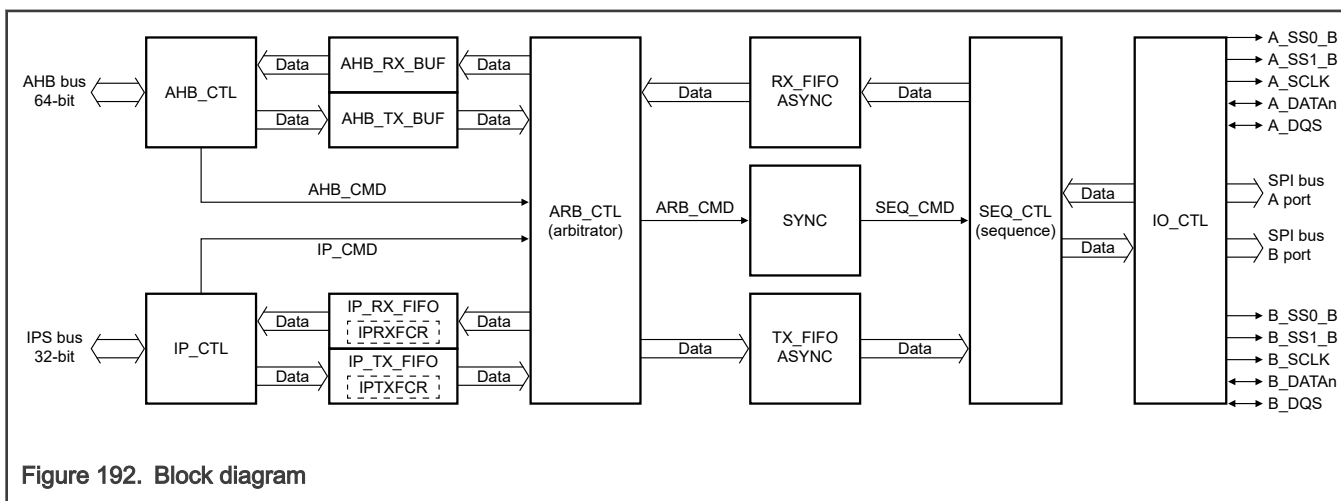 AHB bus
64-bit
AHB_CTL
Data
AHB_RX_BUF
Data
Data
AHB_TX_BUF
Data
AHB_CMD
IP_CMD
IPS bus
32-bit
IP_CTL
Data
IP_RX_FIFO
IPRXFCR
Data
Data
IP_TX_FIFO
IPTXFCR
Data
ARB_CTL
(arbitrator)
Data
RX_FIFO
ASYNC
Data
ARB_CMD
SYNC
SEQ_CMD
Data
TX_FIFO
ASYNC
Data
SEQ_CTL
(sequence)
Data
Data
IO_CTL
A_SS0_B
A_SS1_B
A_SCLK
A_DATAn
A_DQS
SPI bus
A port
SPI bus
B port
B_SS0_B
B_SS1_B
B_SCLK
B_DATAn
B_DQS
Figure 192. Block diagram